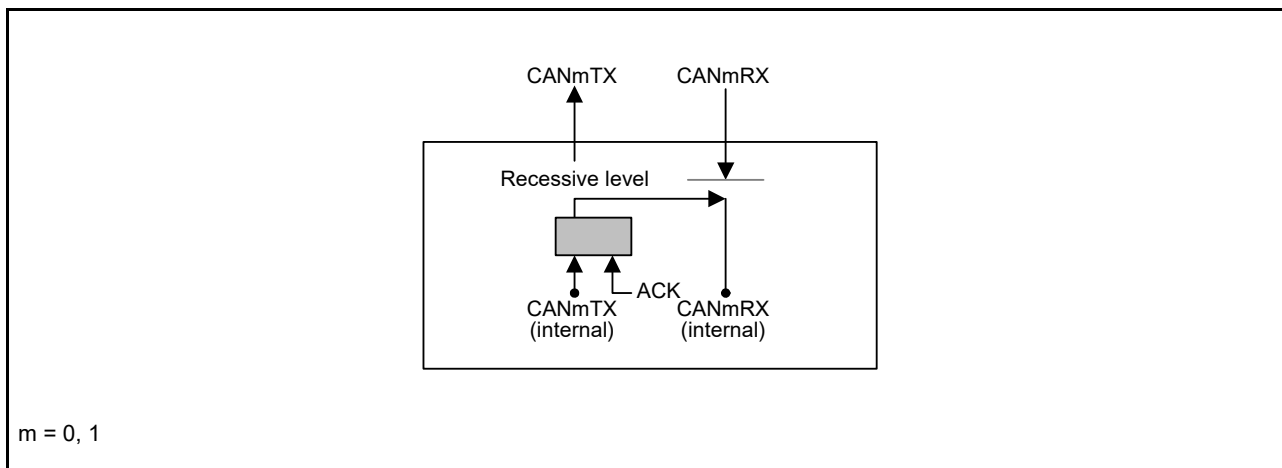 CANmTX CANmRX
Recessive level
ACK
CANmTX CANmRX
(internal) (internal)
m = 0, 1